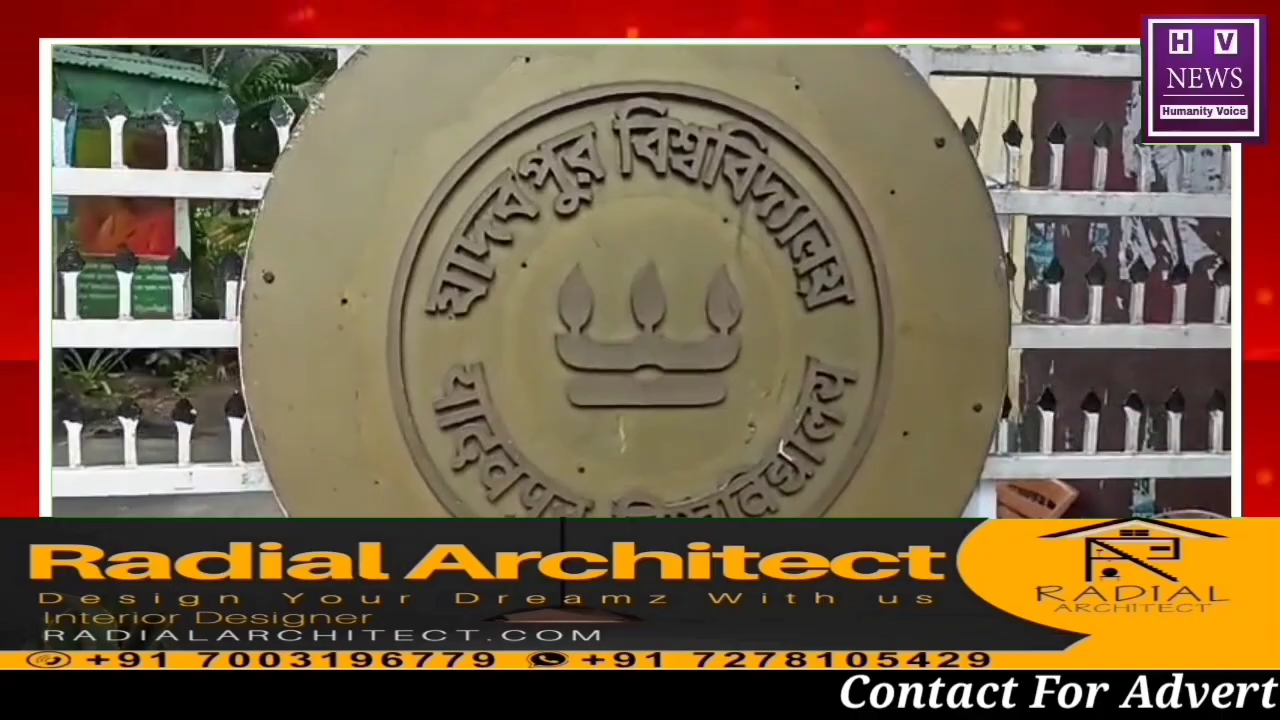 H V
NEWS
Humanity Voice
যাদবপুর বিশ্ববিদ্যালয়
Radial Architect
Design Your Dreamz With us
Interior Designer
RADIALARCHITECT.COM
+91 7003196779 +91 7278105429
RADIAL
ARCHITECT
Contact For Advert